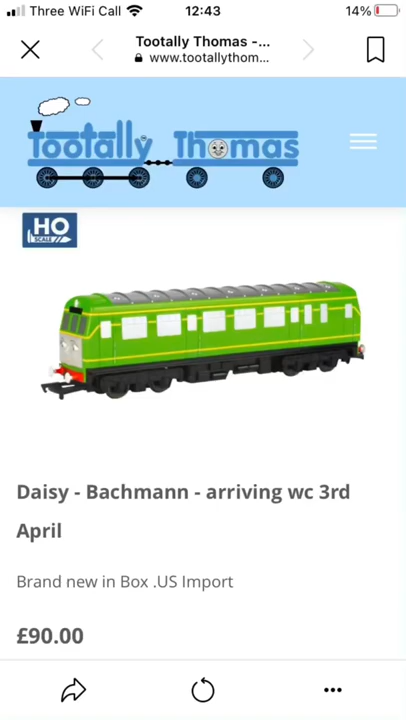 Three WiFi Call 12:43 14%
Tootally Thomas -...
www.tootallythom...
Tootally Thomas
HO
SCALE
Daisy - Bachmann - arriving wc 3rd
April
Brand new in Box .US Import
£90.00